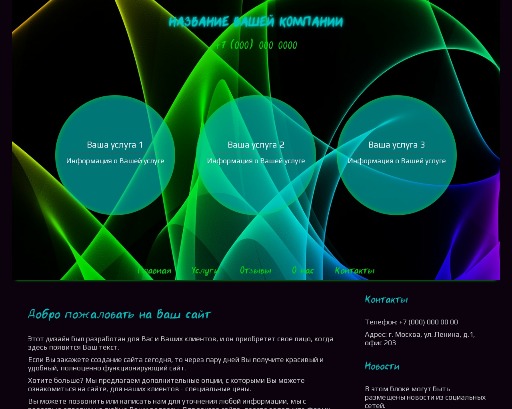 НАЗВАНИЕ ВАШЕЙ КОМПАНИИ
+7 (000) 000 0000
Ваша услуга 1
Информация о Вашей услуге
Ваша услуга 2
Информация о Вашей услуге
Ваша услуга 3
Информация о Вашей услуге
Главная Услуги Отзывы О нас Контакты
Добро пожаловать на Ваш сайт
Этот дизайн был разработан для Вас и Ваших клиентов, и он приобретет свое лицо, когда
здесь появится Ваш текст.
Если Вы закажете создание сайта сегодня, то через пару дней Вы получите красивый и
удобный, полноценно функционирующий сайт.
Хотите больше? Мы предлагаем дополнительные опции, с которыми Вы можете
ознакомиться на сайте, для наших клиентов - специальные цены.
Вы можете позвонить или написать нам для уточнения любой информации, мы с
Контакты
Телефон: +7 (000) 000 00 00
Адрес: г. Москва, ул. Ленина, д.1,
офис 203
Новости
В этом блоке могут быть
размещены новости из социальных
сетей.